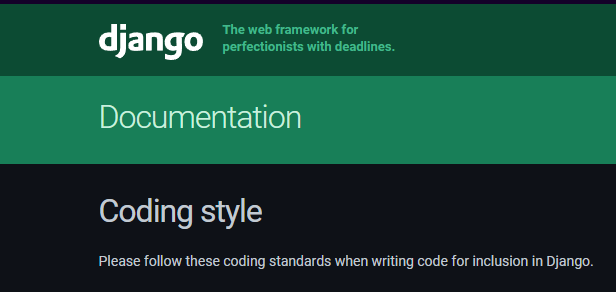 django
The web framework for
perfectionists with deadlines.
Documentation
Coding style
Please follow these coding standards when writing code for inclusion in Django.